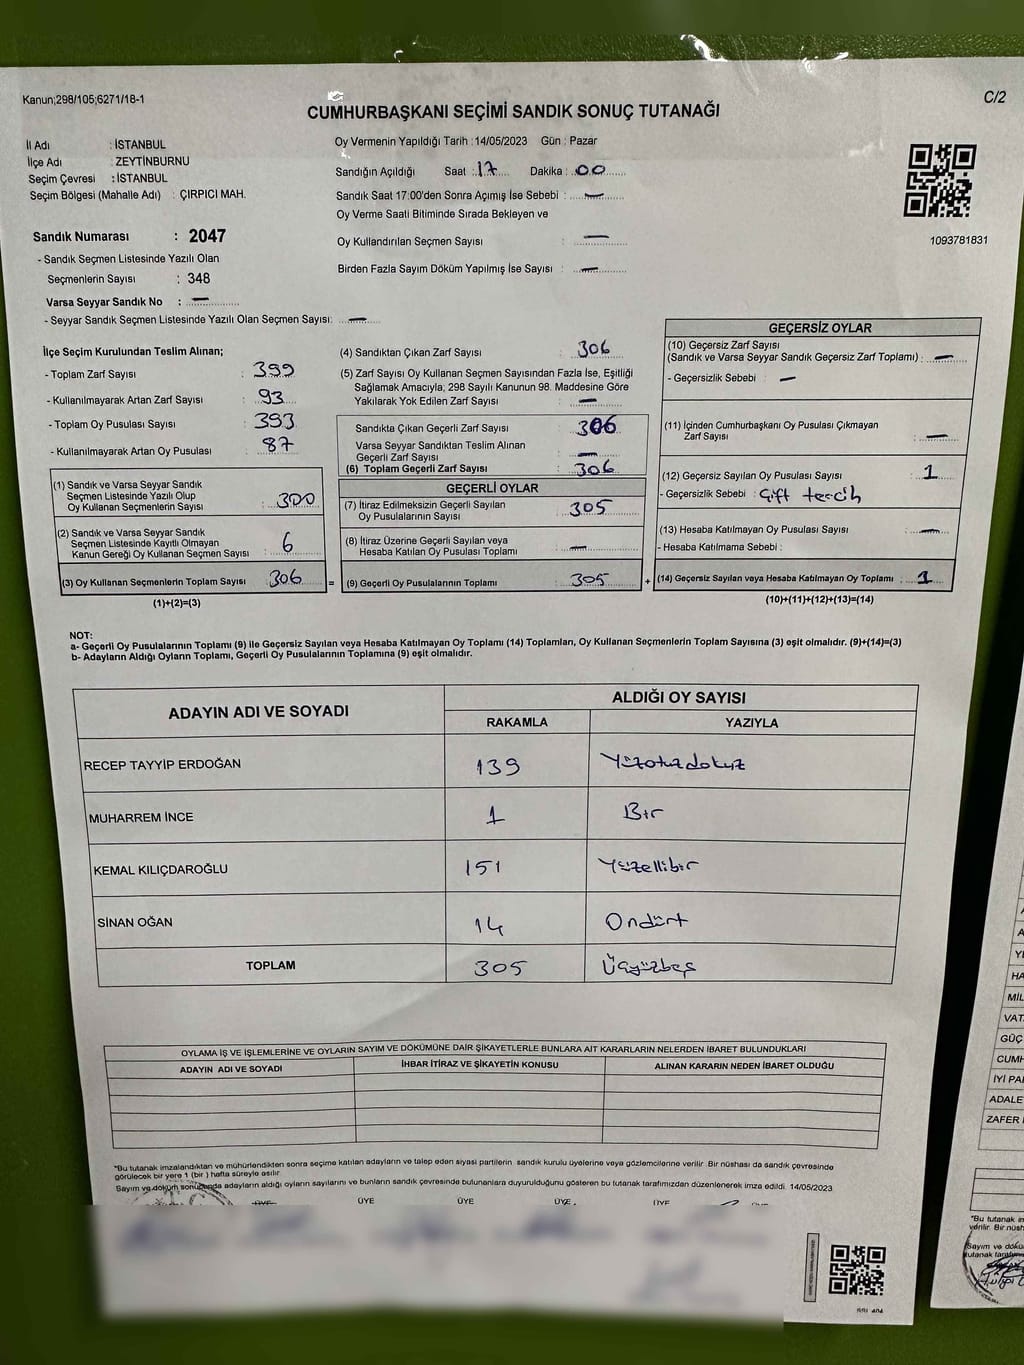 Kanun;298/105;6271/18-1
C/2
CUMHURBAŞKANI SEÇİMİ SANDIK SONUÇ TUTANAĞI
İl Adı : İSTANBUL
İlçe Adı : ZEYTİNBURNU
Seçim Çevresi : İSTANBUL
Seçim Bölgesi (Mahalle Adı) : ÇIRPICI MAH.
Oy Vermenin Yapıldığı Tarih :14/05/2023 Gün : Pazar
Sandığın Açıldığı Saat : 17 Dakika : 00
Sandık Saat 17:00'den Sonra Açımış İse Sebebi : —
Oy Verme Saati Bitiminde Sırada Bekleyen ve
Oy Kullandırılan Seçmen Sayısı : —
Birden Fazla Sayım Döküm Yapılmış İse Sayısı : —
1093781831
Sandık Numarası : 2047
- Sandık Seçmen Listesinde Yazılı Olan
Seçmenlerin Sayısı : 348
Varsa Seyyar Sandık No : —
- Seyyar Sandık Seçmen Listesinde Yazılı Olan Seçmen Sayısı: —
İlçe Seçim Kurulundan Teslim Alınan;
- Toplam Zarf Sayısı : 399
- Kullanılmayarak Artan Zarf Sayısı : 93
- Toplam Oy Pusulası Sayısı : 393
- Kullanılmayarak Artan Oy Pusulası : 87
(1) Sandık ve Varsa Seyyar Sandık
Seçmen Listesinde Yazılı Olup
Oy Kullanan Seçmenlerin Sayısı : 300
(2) Sandık ve Varsa Seyyar Sandık
Seçmen Listesinde Kayıtlı Olmayan
Kanun Gereği Oy Kullanan Seçmen Sayısı : 6
(3) Oy Kullanan Seçmenlerin Toplam Sayısı : 306
(1)+(2)=(3)
(4) Sandıktan Çıkan Zarf Sayısı : 306
(5) Zarf Sayısı Oy Kullanan Seçmen Sayısından Fazla İse, Eşitliği
Sağlamak Amacıyla; 298 Sayılı Kanunun 98. Maddesine Göre
Yakılarak Yok Edilen Zarf Sayısı : —
Sandıkta Çıkan Geçerli Zarf Sayısı : 306
Varsa Seyyar Sandıktan Teslim Alınan
Geçerli Zarf Sayısı : —
(6) Toplam Geçerli Zarf Sayısı : 306
GEÇERLİ OYLAR
(7) İtiraz Edilmeksizin Geçerli Sayılan
Oy Pusulalarının Sayısı : 305
(8) İtiraz Üzerine Geçerli Sayılan veya
Hesaba Katılan Oy Pusulası Toplamı : —
= (9) Geçerli Oy Pusulalarının Toplamı : 305 +
GEÇERSİZ OYLAR
(10) Geçersiz Zarf Sayısı
(Sandık ve Varsa Seyyar Sandık Geçersiz Zarf Toplamı) : —
- Geçersizlik Sebebi : —
(11) İçinden Cumhurbaşkanı Oy Pusulası Çıkmayan
Zarf Sayısı : —
(12) Geçersiz Sayılan Oy Pusulası Sayısı : 1
- Geçersizlik Sebebi : Çift tercih
(13) Hesaba Katılmayan Oy Pusulası Sayısı : —
- Hesaba Katılmama Sebebi :
(14) Geçersiz Sayılan veya Hesaba Katılmayan Oy Toplamı : 1
(10)+(11)+(12)+(13)=(14)
NOT:
a- Geçerli Oy Pusulalarının Toplamı (9) ile Geçersiz Sayılan veya Hesaba Katılmayan Oy Toplamı (14) Toplamları, Oy Kullanan Seçmenlerin Toplam Sayısına (3) eşit olmalıdır. (9)+(14)=(3)
b- Adayların Aldığı Oyların Toplamı, Geçerli Oy Pusulalarının Toplamına (9) eşit olmalıdır.
ADAYIN ADI VE SOYADI ALDIĞI OY SAYISI
RAKAMLA YAZIYLA
RECEP TAYYİP ERDOĞAN 139 Yüzotuzdokuz
MUHARREM İNCE 1 Bir
KEMAL KILIÇDAROĞLU 151 Yüzellibir
SİNAN OĞAN 14 Ondört
TOPLAM 305 Üçyüzbeş
OYLAMA İŞ VE İŞLEMLERİNE VE OYLARIN SAYIM VE DÖKÜMÜNE DAİR ŞİKAYETLERLE BUNLARA AİT KARARLARIN NELERDEN İBARET BULUNDUKLARI
ADAYIN ADI VE SOYADI İHBAR İTİRAZ VE ŞİKAYETİN KONUSU ALINAN KARARIN NEDEN İBARET OLDUĞU
*Bu tutanak imzalandıktan ve mühürlendikten sonra seçime katılan adayların ve talep eden siyasi partilerin sandık kurulu üyelerine veya gözlemcilerine verilir. Bir nüshası da sandık çevresinde
görülecek bir yere 1 (bir) hafta süreyle asılır.
Sayım ve döküm sonucunda adayların aldığı oyların sayılarını ve bunların sandık çevresinde bulunanlara duyurulduğunu gösteren bu tutanak tarafımızdan düzenlenerek imza edildi. 14/05/2023
ÜYE ÜYE ÜYE ÜYE ÜYE
HA
MİL
VAT
GÜÇ
CUMH
İYİ PA
ADALE
ZAFER
*Bu tutanak im
verilir. Bir nüsh
Sayım ve dökü